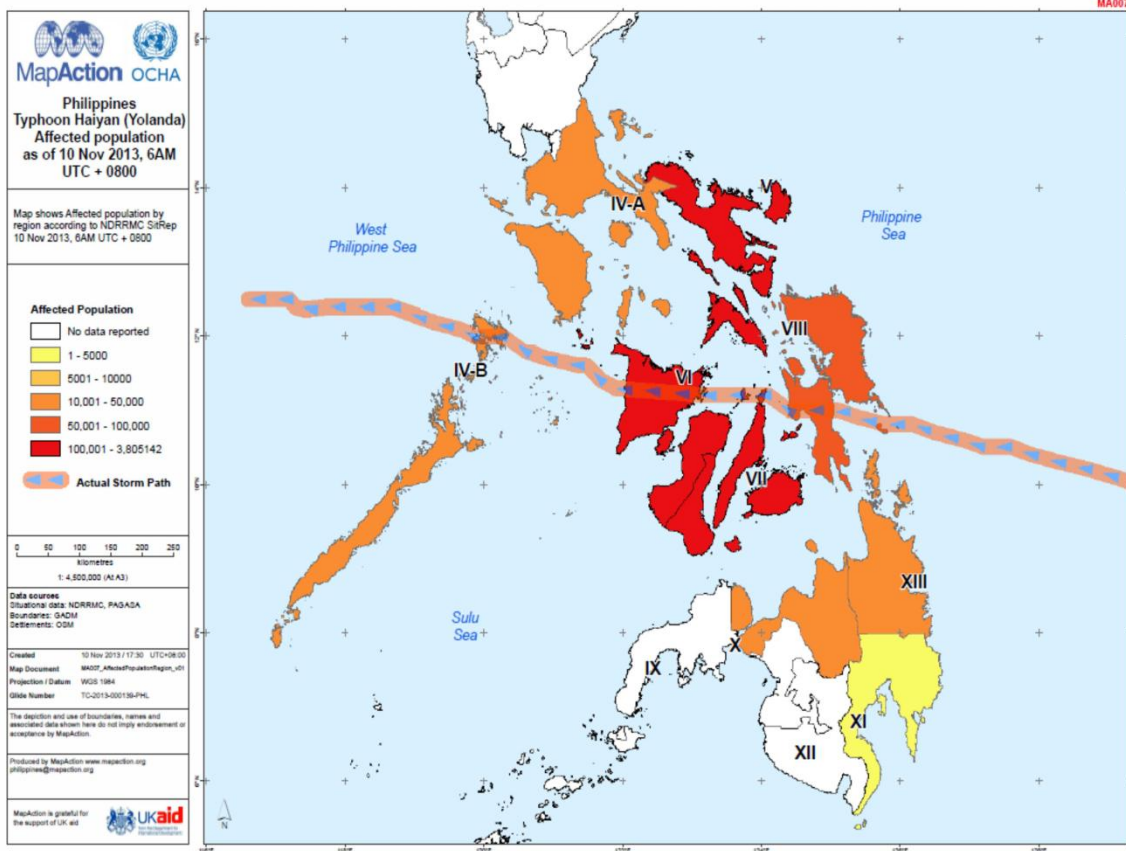 MA007
MapAction OCHA
Philippines
Typhoon Haiyan (Yolanda)
Affected population
as of 10 Nov 2013, 6AM
UTC + 0800
Map shows Affected population by
region according to NDRRMC SitRep
10 Nov 2013, 6AM UTC + 0800
Affected Population
No data reported
1 - 5000
5001 - 10000
10,001 - 50,000
50,001 - 100,000
100,001 - 3,805142
Actual Storm Path
0 50 100 150 200 250
kilometres
1: 4,500,000 (At A3)
Data sources
Situational data: NDRRMC, PAGASA
Boundaries: GADM
Settlements: OSM
Created 10 Nov 2013 / 17:30 UTC+08:00
Map Document MA007_AffectedPopulationRegion_v01
Projection / Datum WGS 1984
Glide Number TC-2013-000139-PHL
The depiction and use of boundaries, names and
associated data shown here do not imply endorsement or
acceptance by MapAction.
Produced by MapAction www.mapaction.org
philippines@mapaction.org
MapAction is grateful for
the support of UK aid
UKaid
from the Department for
International Development
West
Philippine Sea
Philippine
Sea
Sulu
Sea
IV-A
V
VIII
IV-B
VI
VII
XIII
X
IX
XI
XII
N